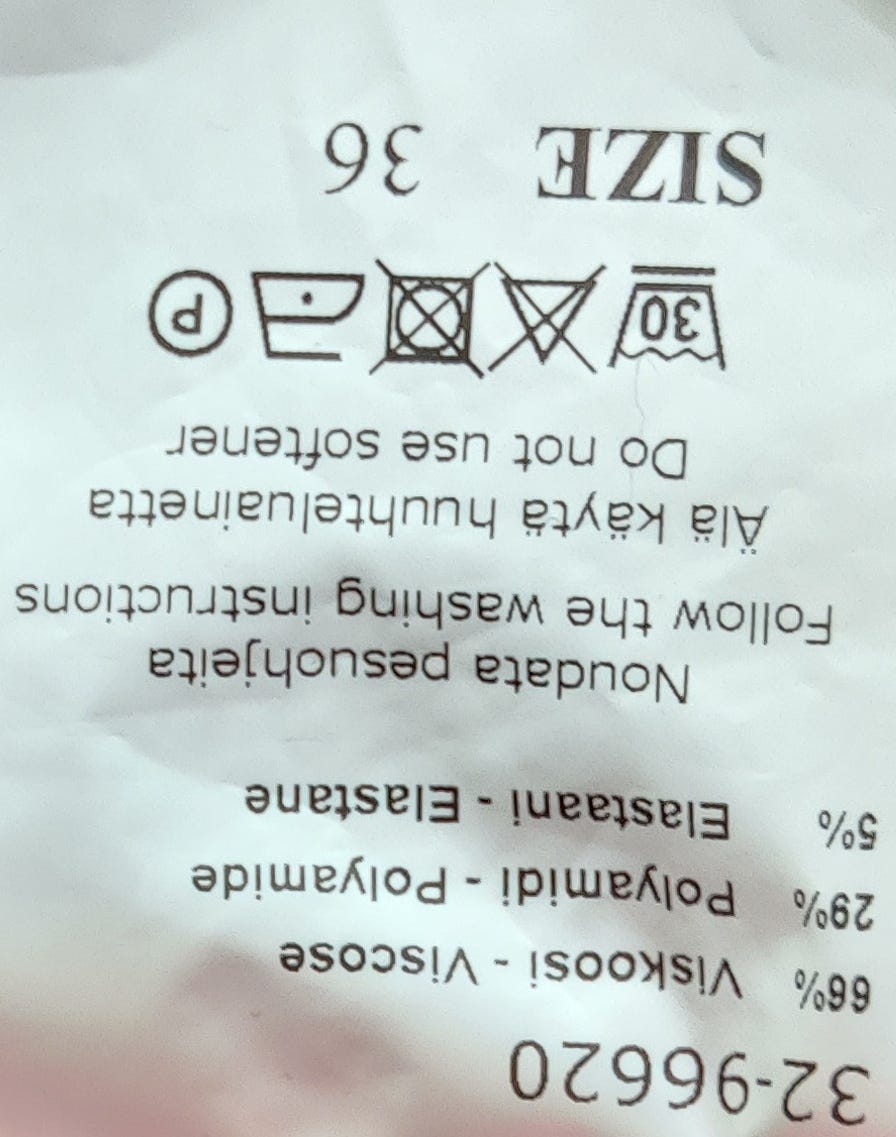 32-96620
66% Viskoosi - Viscose
29% Polyamidi - Polyamide
5% Elastaani - Elastane
Noudata pesuohjeita
Follow the washing instructions
Älä käytä huuhteluainetta
Do not use softener
30 P
SIZE 36